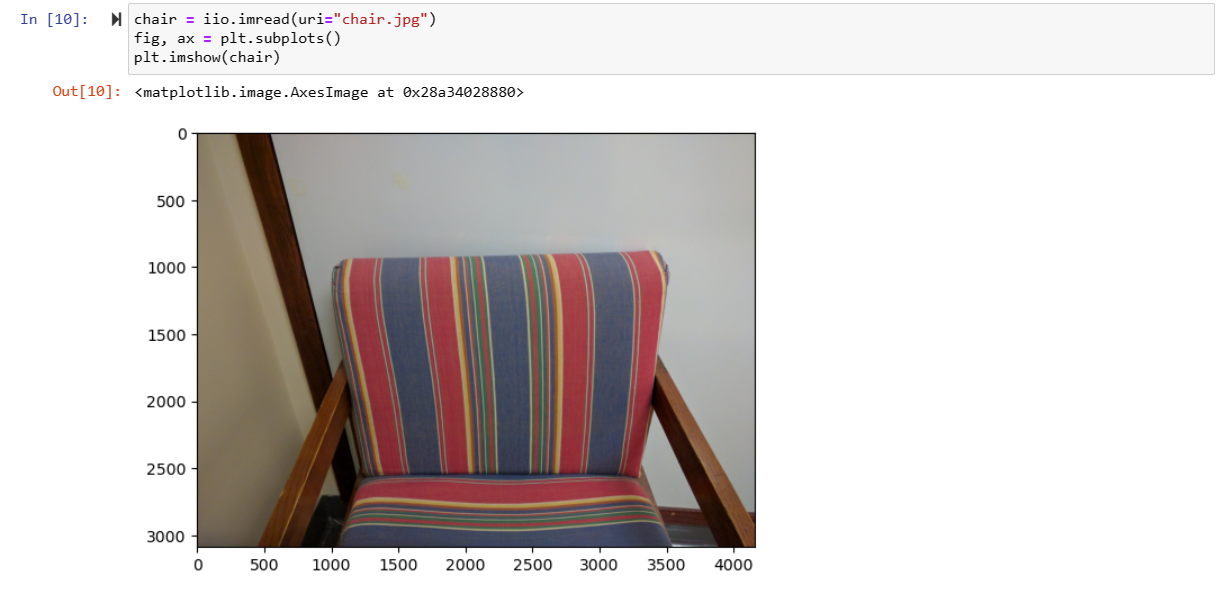 In [10]: chair = iio.imread(uri="chair.jpg")
fig, ax = plt.subplots()
plt.imshow(chair)
Out[10]: <matplotlib.image.AxesImage at 0x28a34028880>
0
500
1000
1500
2000
2500
3000
0 500 1000 1500 2000 2500 3000 3500 4000